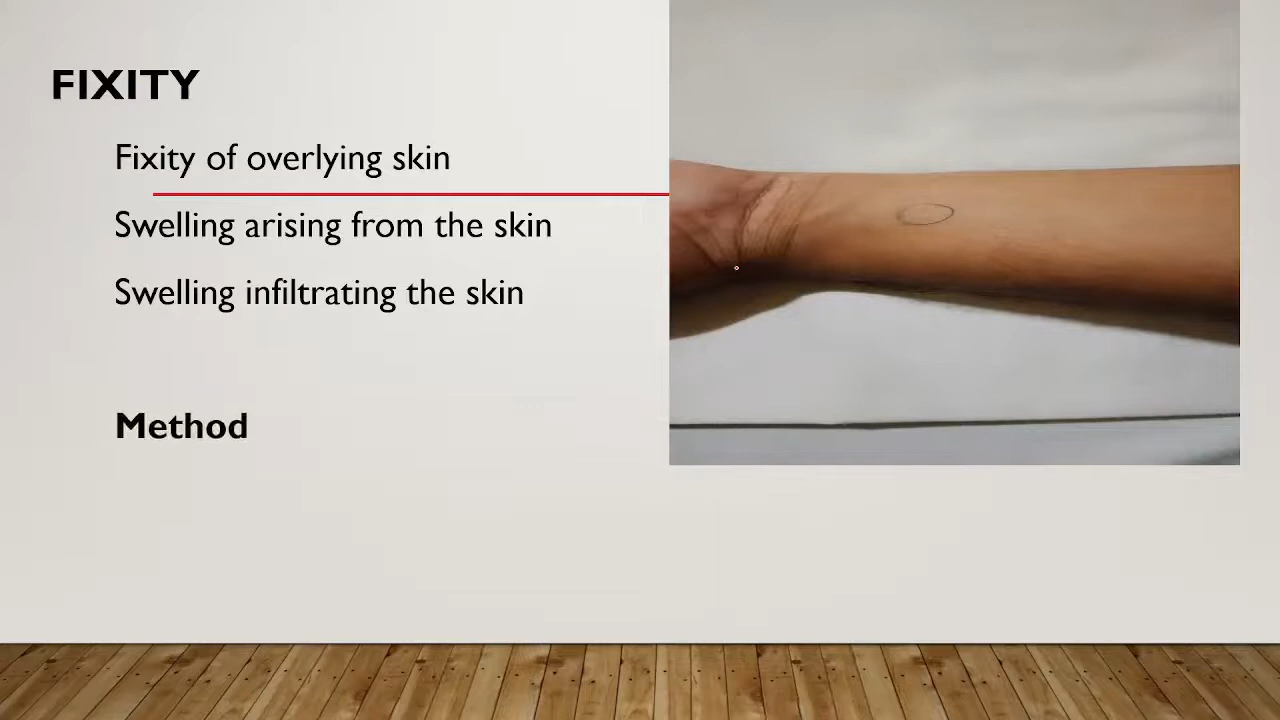 FIXITY
Fixity of overlying skin
Swelling arising from the skin
Swelling infiltrating the skin
Method